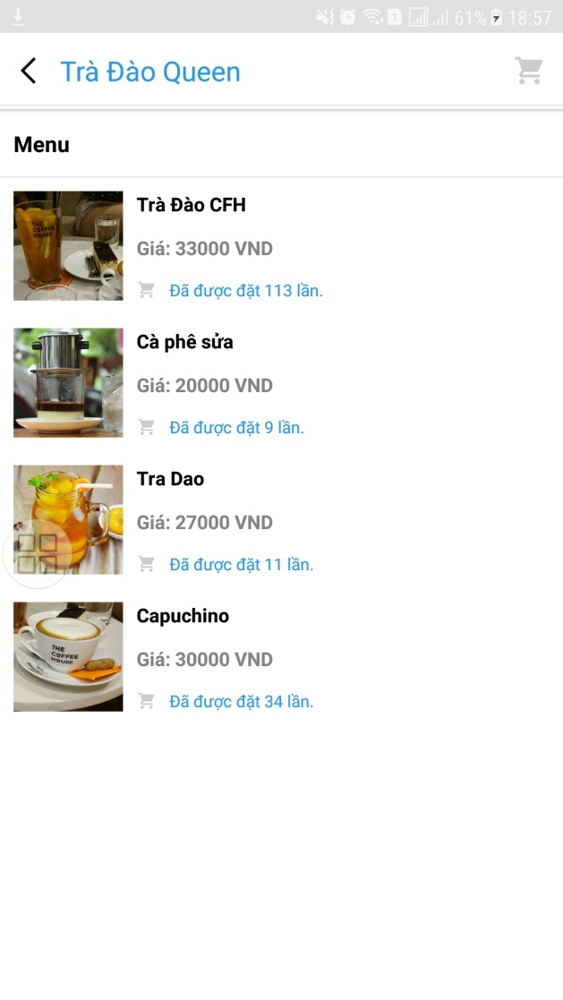 61% 18:57
Trà Đào Queen
Menu
THE
COFFEE
HOUSE
Trà Đào CFH
Giá: 33000 VND
Đã được đặt 113 lần.
Cà phê sửa
Giá: 20000 VND
Đã được đặt 9 lần.
Tra Dao
Giá: 27000 VND
Đã được đặt 11 lần.
THE
COFFEE
HOUSE
Capuchino
Giá: 30000 VND
Đã được đặt 34 lần.